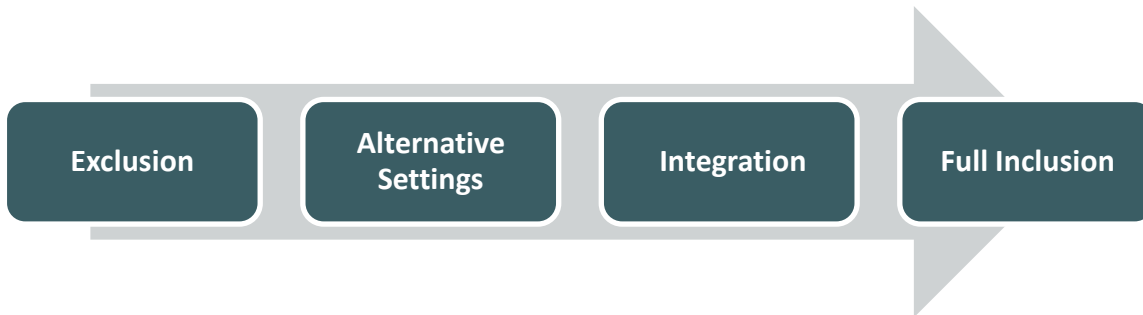 Exclusion
Alternative
Settings
Integration
Full Inclusion